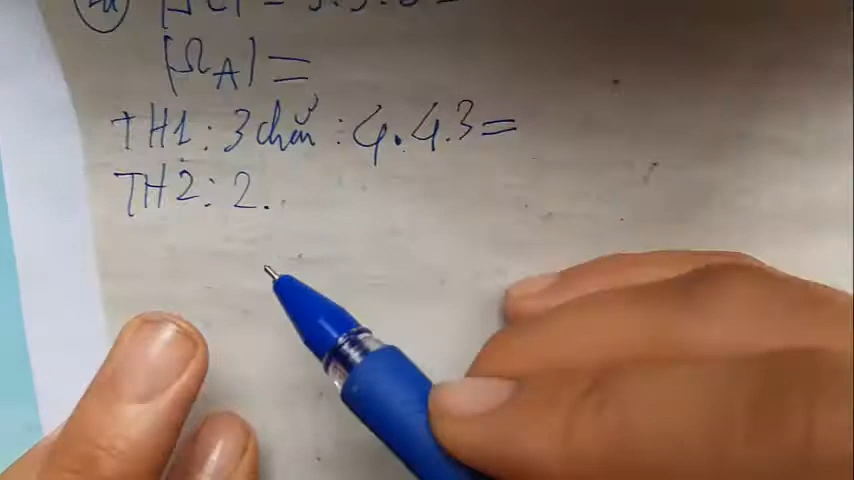 |Ω_A| =
TH1: 3 chẵn: 4.4.3=
TH2: 2.